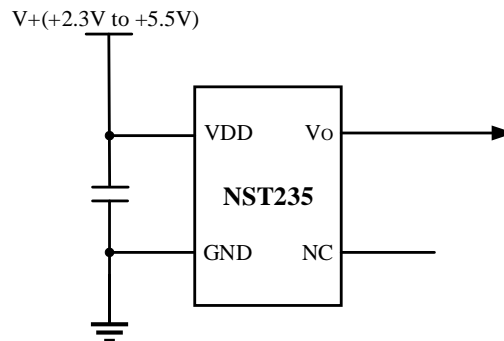 V+(+2.3V to +5.5V)
VDD
VO
NST235
GND
NC